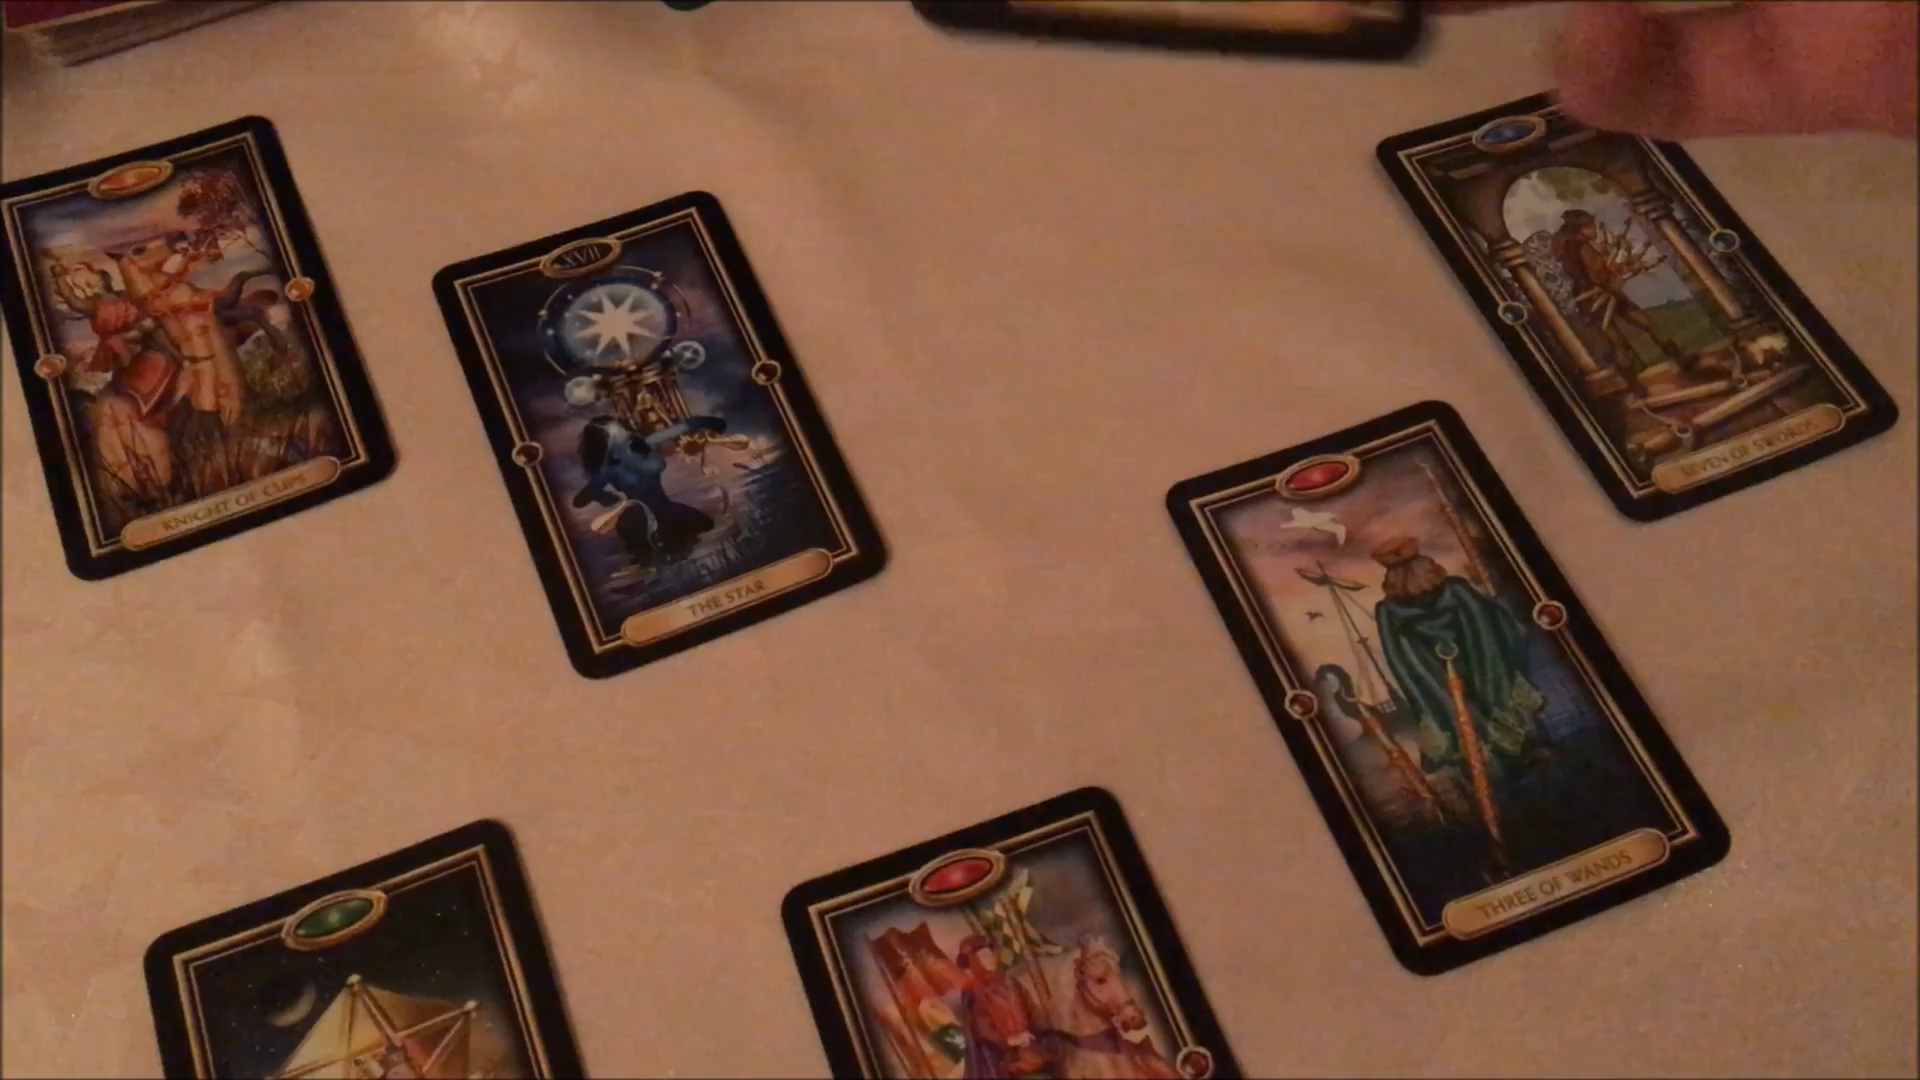 KNIGHT OF CUPS
XVII
THE STAR
SEVEN OF SWORDS
THREE OF WANDS